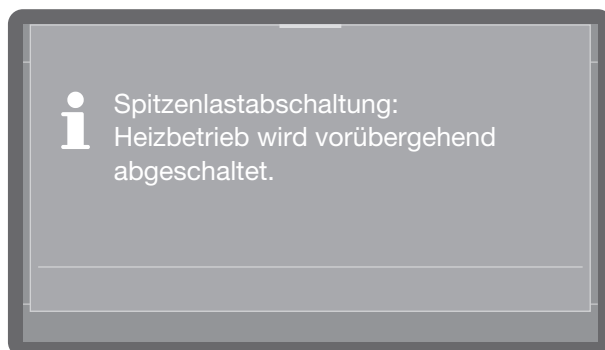 Spitzenlastabschaltung:
Heizbetrieb wird vorübergehend
abgeschaltet.